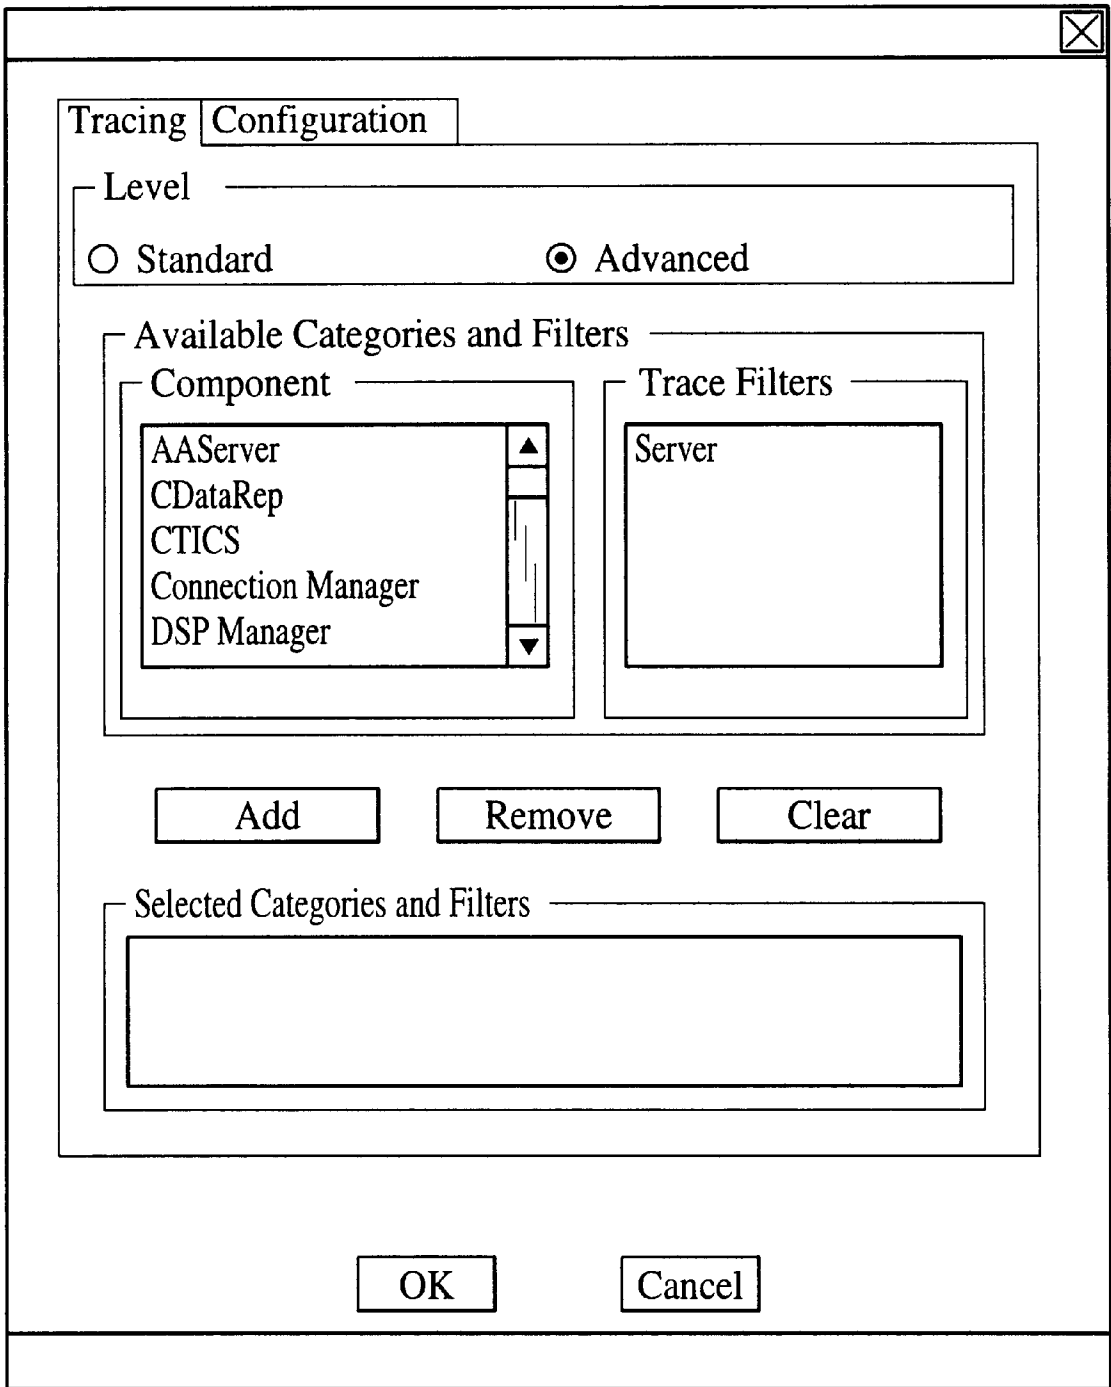 Tracing Configuration
Level
Standard Advanced
Available Categories and Filters
Component
AAServer
CDataRep
CTICS
Connection Manager
DSP Manager
Trace Filters
Server
Add Remove Clear
Selected Categories and Filters
OK Cancel